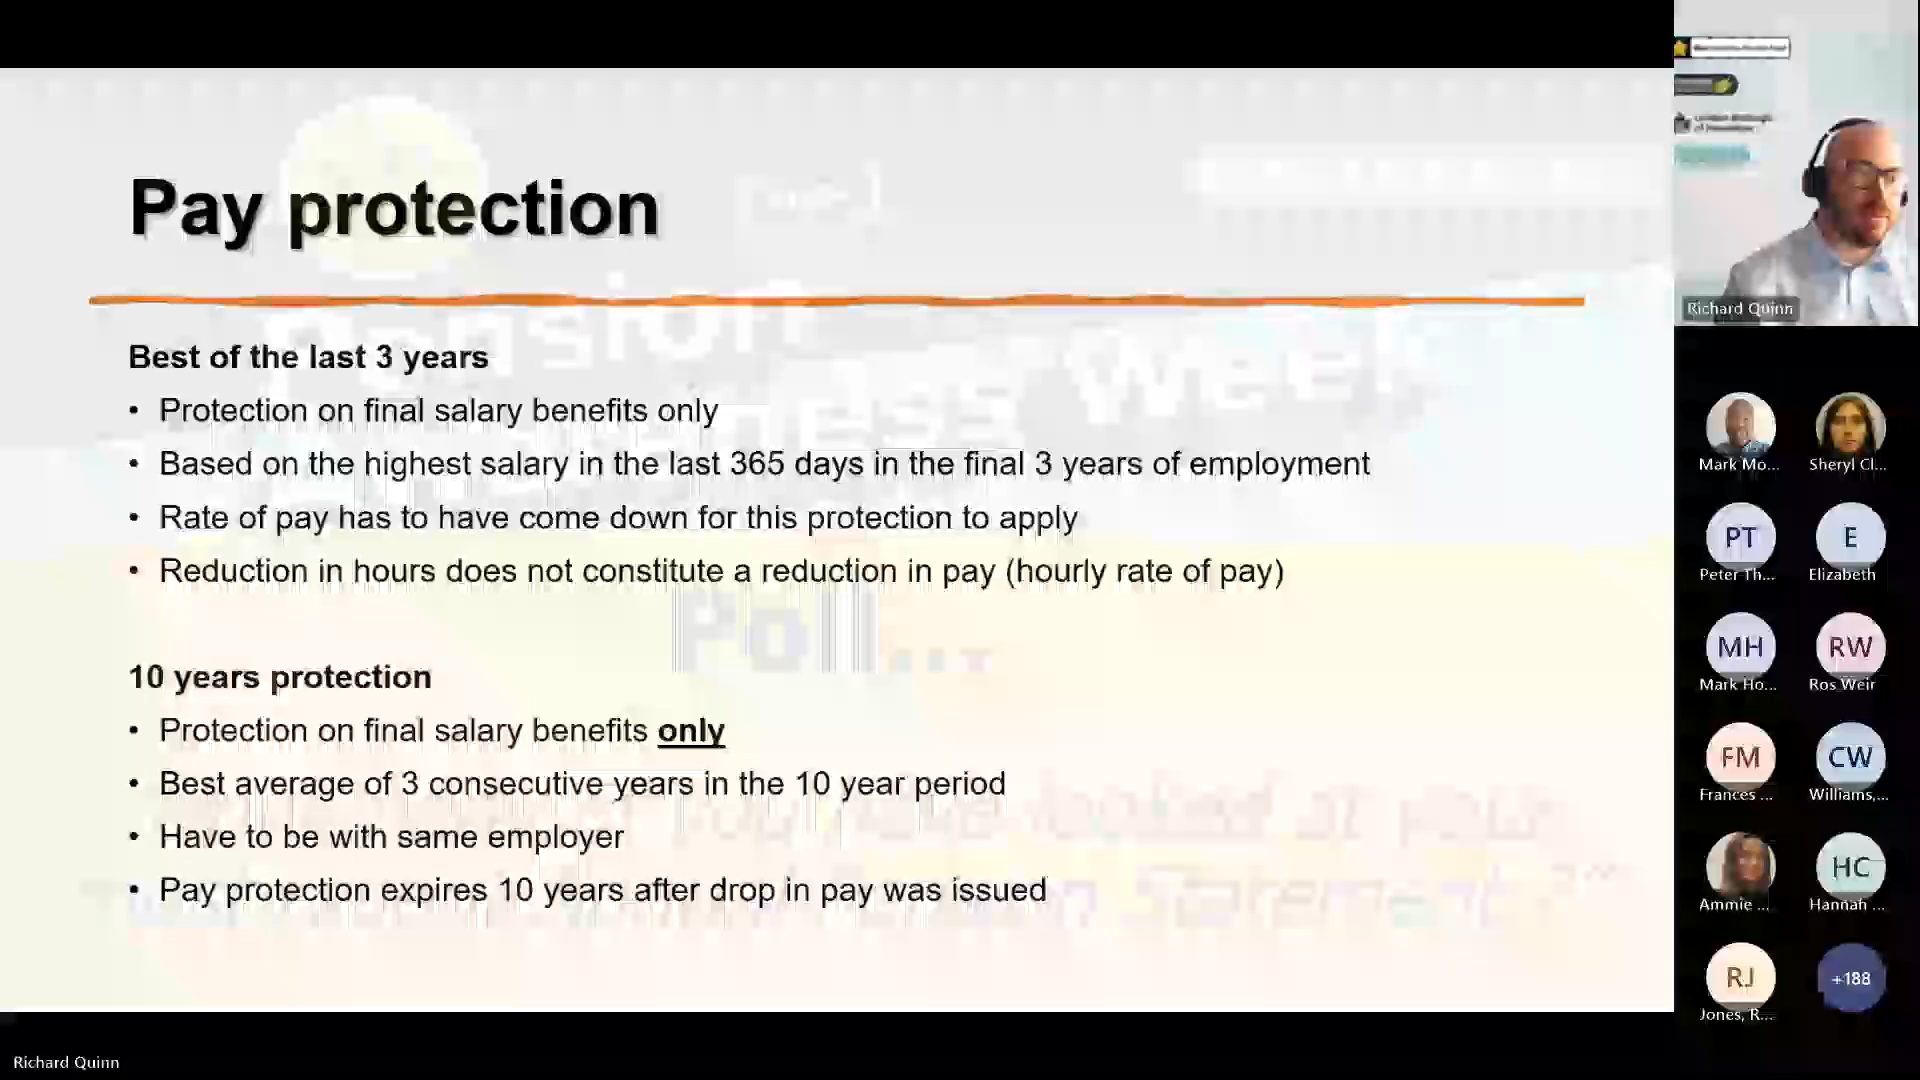 Pay protection
Best of the last 3 years
• Protection on final salary benefits only
• Based on the highest salary in the last 365 days in the final 3 years of employment
• Rate of pay has to have come down for this protection to apply
• Reduction in hours does not constitute a reduction in pay (hourly rate of pay)
10 years protection
• Protection on final salary benefits only
• Best average of 3 consecutive years in the 10 year period
• Have to be with same employer
• Pay protection expires 10 years after drop in pay was issued
Richard Quinn
Mark Mo...
Sheryl Cl...
PT
E
Peter Th...
Elizabeth
MH
RW
Mark Ho...
Ros Weir
FM
CW
Frances ...
Williams,...
HC
Ammie ...
Hannah ...
RJ
+188
Jones, R...
Richard Quinn